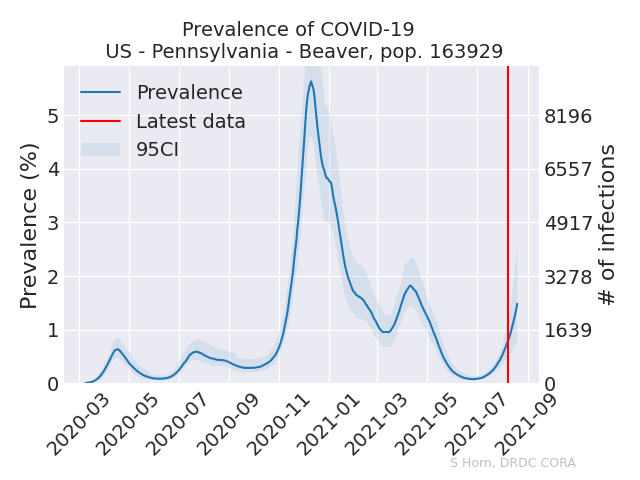 Prevalence of COVID-19
US - Pennsylvania - Beaver, pop. 163929
Prevalence
Latest data
95CI
Prevalence (%)
5
4
3
2
1
0
8196
6557
4917
3278
1639
0
# of infections
2020-03
2020-05
2020-07
2020-09
2020-11
2021-01
2021-03
2021-05
2021-07
2021-09
S Horn, DRDC CORA